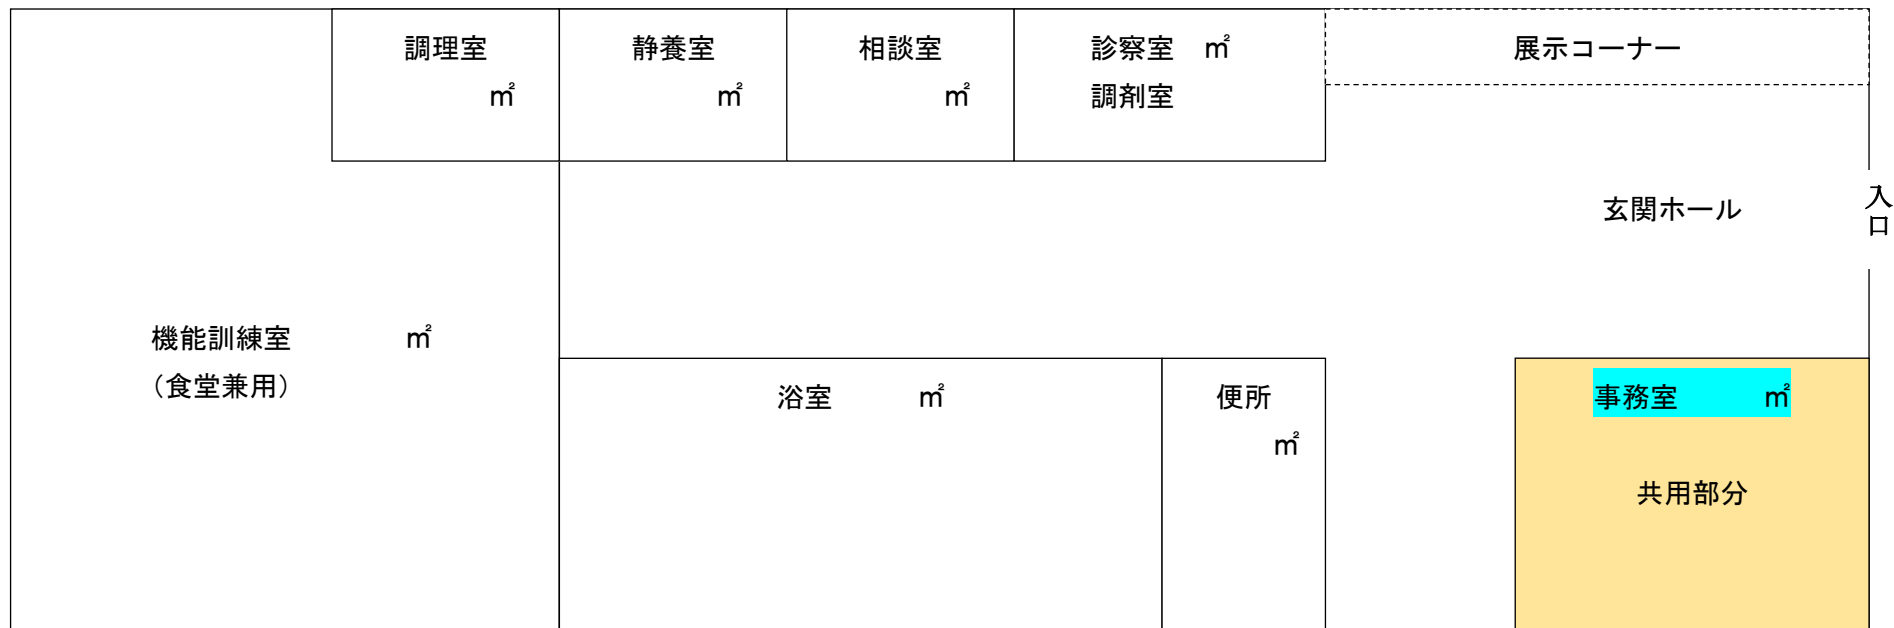 調理室
㎡
静養室
㎡
相談室
㎡
診察室 ㎡
調剤室
展示コーナー
玄関ホール
入口
機能訓練室 ㎡
（食堂兼用）
浴室 ㎡
便所
㎡
事務室 ㎡
共用部分